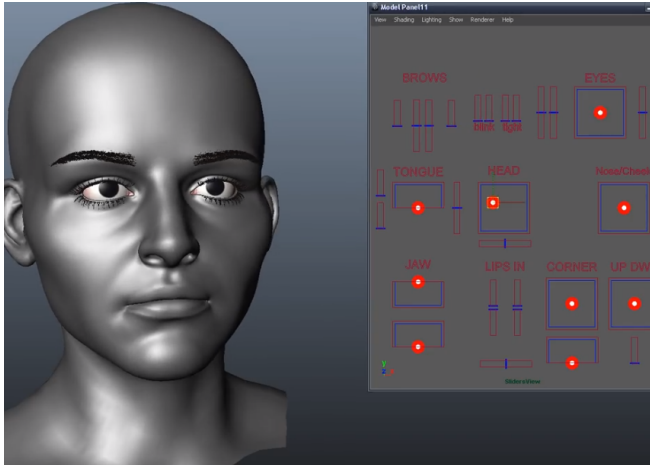 Model Panel11
View Shading Lighting Show Renderer Help
BROWS
EYES
blink tight
TONGUE
HEAD
Nose/Cheek
JAW
LIPS IN
CORNER
UP DW
y
z
SlidersView